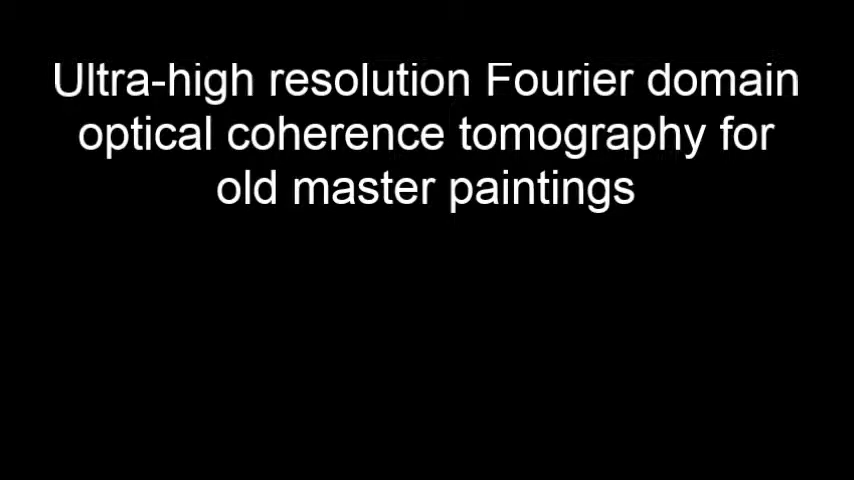 Ultra-high resolution Fourier domain
optical coherence tomography for
old master paintings